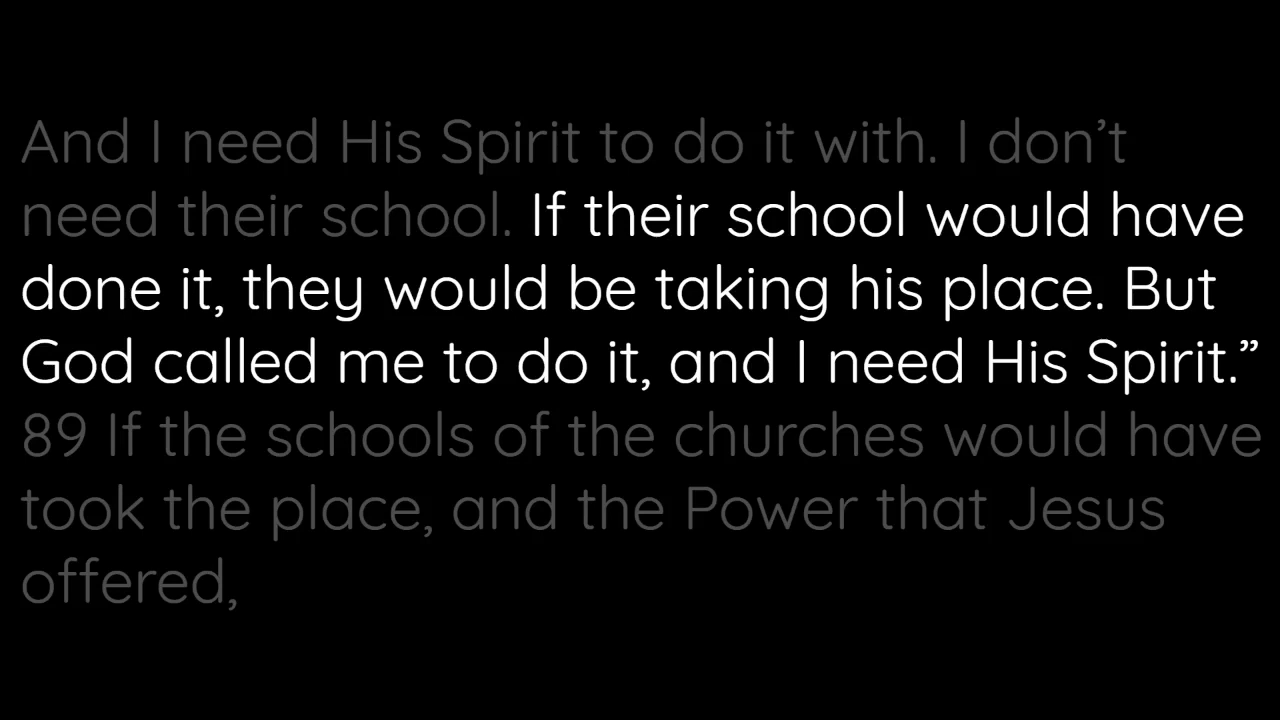 And I need His Spirit to do it with. I don’t
need their school. If their school would have
done it, they would be taking his place. But
God called me to do it, and I need His Spirit.”
89 If the schools of the churches would have
took the place, and the Power that Jesus
offered,